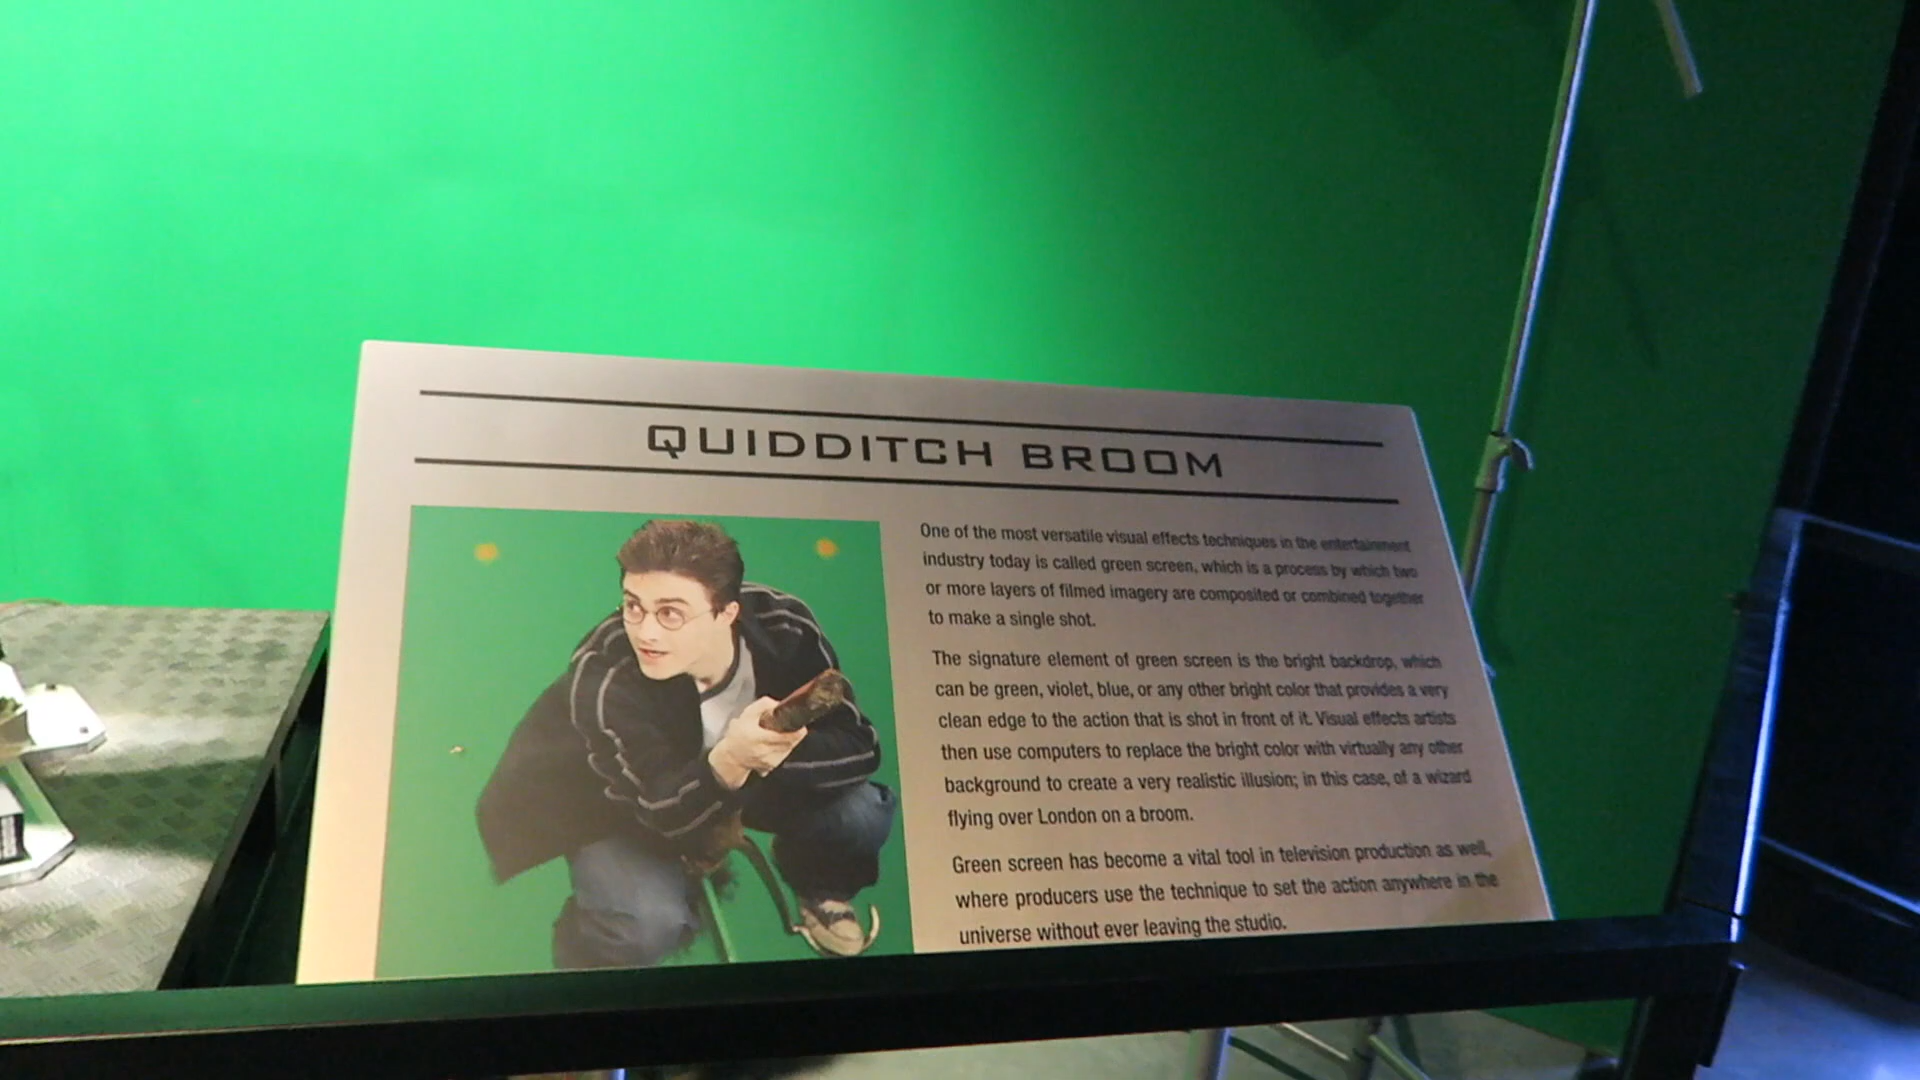 QUIDDITCH BROOM
One of the most versatile visual effects techniques in the entertainment
industry today is called green screen, which is a process by which two
or more layers of filmed imagery are composited or combined together
to make a single shot.
The signature element of green screen is the bright backdrop, which
can be green, violet, blue, or any other bright color that provides a very
clean edge to the action that is shot in front of it. Visual effects artists
then use computers to replace the bright color with virtually any other
background to create a very realistic illusion; in this case, of a wizard
flying over London on a broom.
Green screen has become a vital tool in television production as well,
where producers use the technique to set the action anywhere in the
universe without ever leaving the studio.